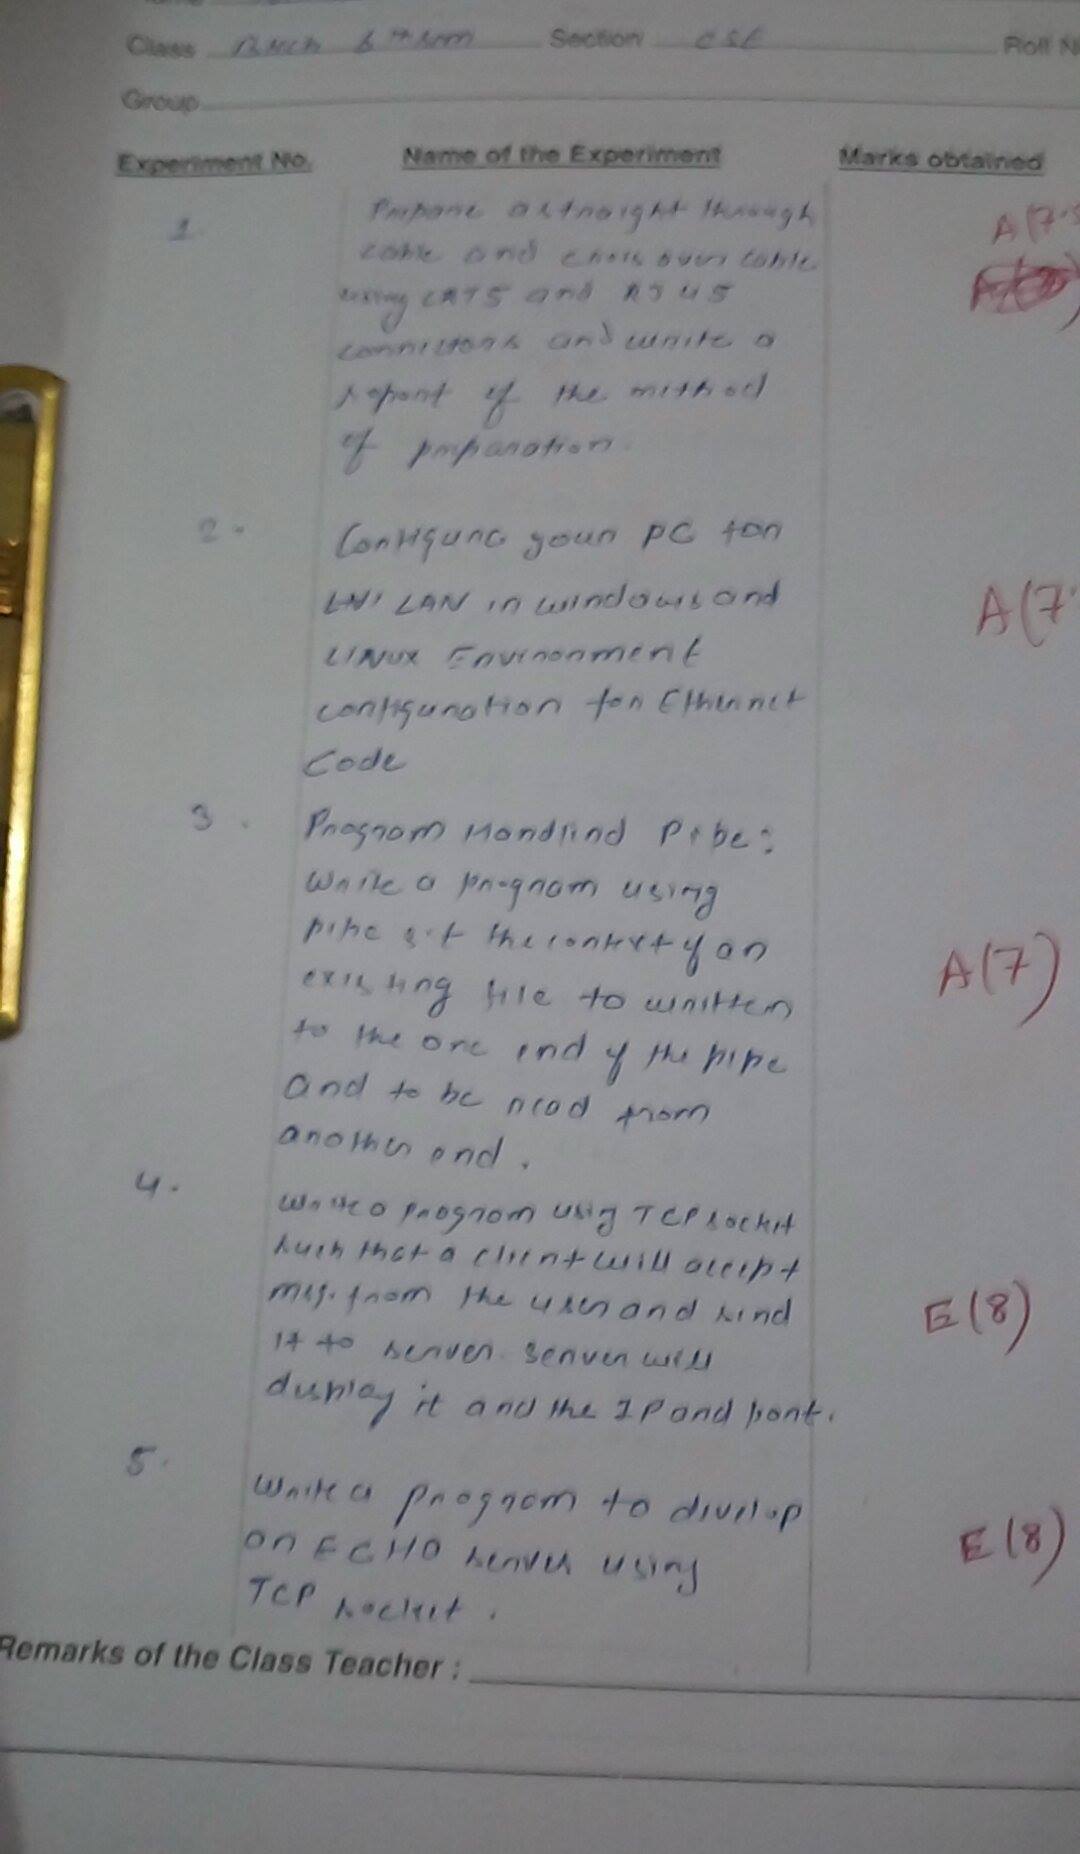 Class B.tech 6th sem Section CSE Roll N
Group
Experiment No. Name of the Experiment Marks obtained
1 Prepare a straight through A(7.5
cable and cross over cable
using CAT5 and RJ45
connectors and write a
report of the method
of preparation.
2. Configure your PC for
LAN in windows and A(7
LINUX Environment
configuration for Ethernet
Code
3. Program Handlind Pipe:
Write a program using
pipe s.t the content of an A(7)
existing file to written
to the one end of the pipe
and to be read from
another end.
4. Write a program using TCP socket
such that a client will accept
msg. from the user and send E(8)
it to server. Server will
display it and the IP and port.
5. Write a program to develop
on ECHO server using E(8)
TCP socket.
Remarks of the Class Teacher :